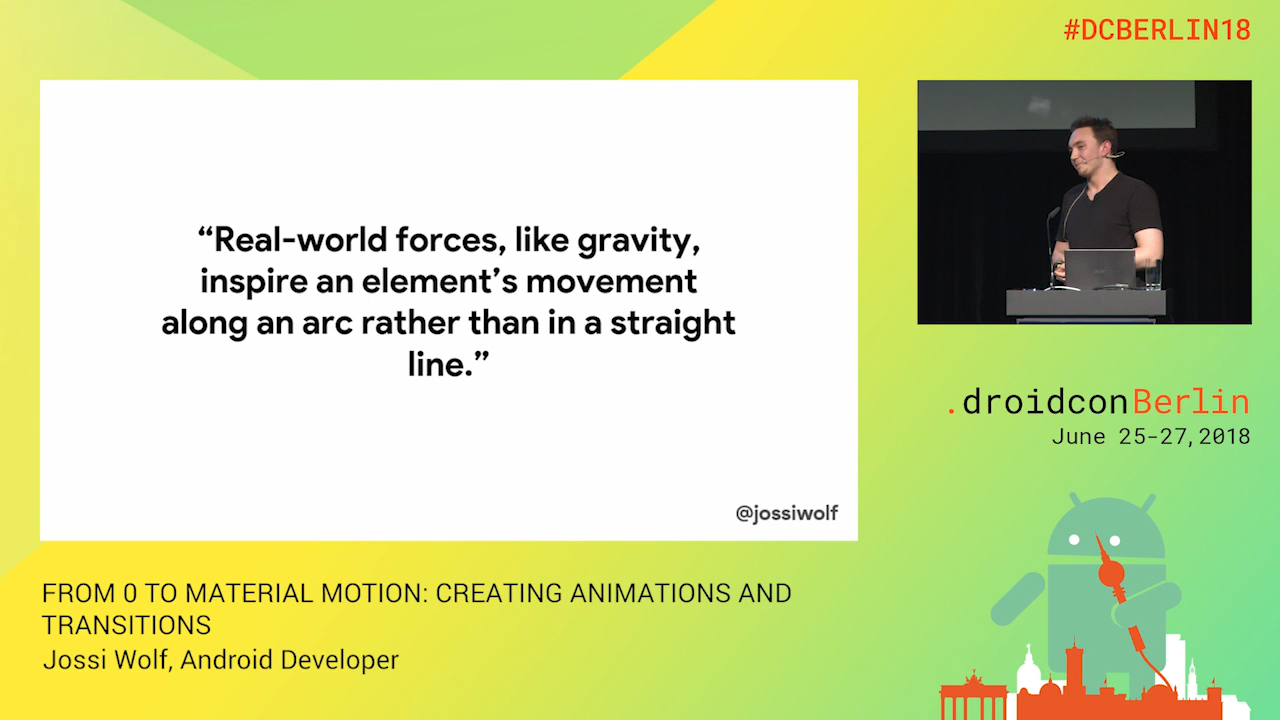 #DCBERLIN18
“Real-world forces, like gravity,
inspire an element’s movement
along an arc rather than in a straight
line.”
@jossiwolf
.droidconBerlin
June 25-27,2018
FROM 0 TO MATERIAL MOTION: CREATING ANIMATIONS AND
TRANSITIONS
Jossi Wolf, Android Developer